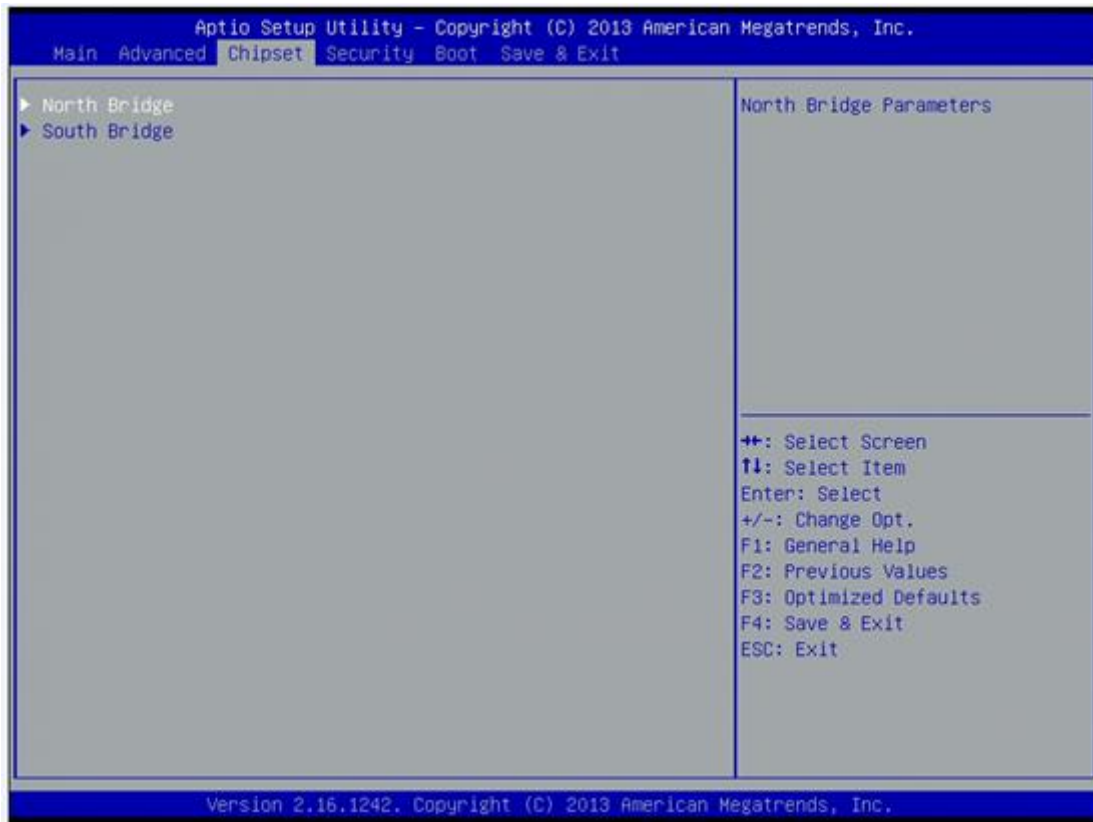 Aptio Setup Utility – Copyright (C) 2013 American Megatrends, Inc.
Main Advanced Chipset Security Boot Save & Exit
▶ North Bridge
▶ South Bridge
North Bridge Parameters
→←: Select Screen
↑↓: Select Item
Enter: Select
+/-: Change Opt.
F1: General Help
F2: Previous Values
F3: Optimized Defaults
F4: Save & Exit
ESC: Exit
Version 2.16.1242. Copyright (C) 2013 American Megatrends, Inc.